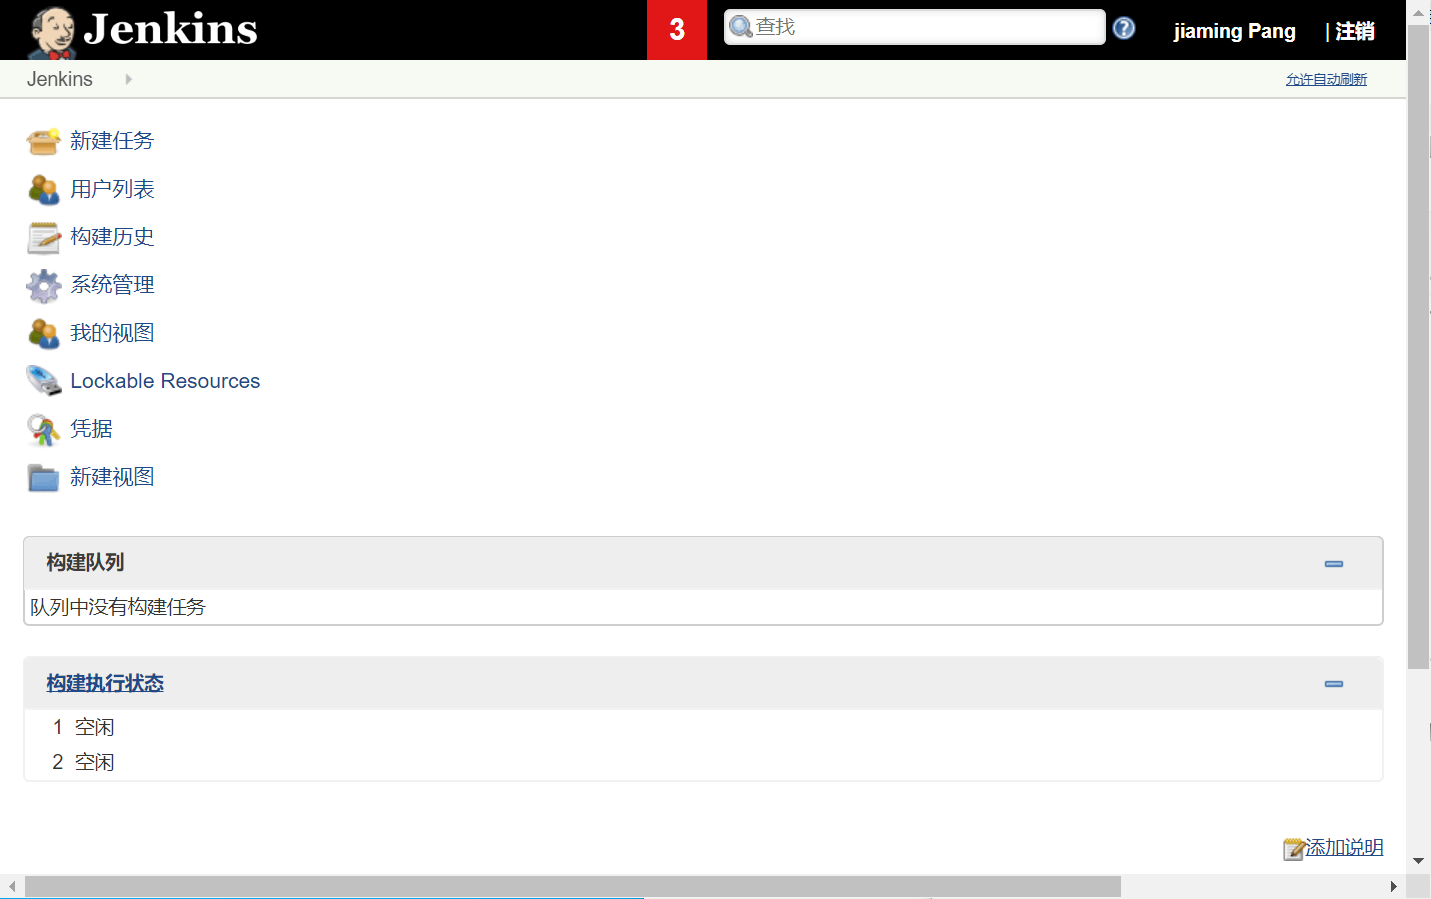 Jenkins 3 查找 jiaming Pang | 注销
Jenkins 允许自动刷新
新建任务
用户列表
构建历史
系统管理
我的视图
Lockable Resources
凭据
新建视图
构建队列
队列中没有构建任务
构建执行状态
1 空闲
2 空闲
添加说明